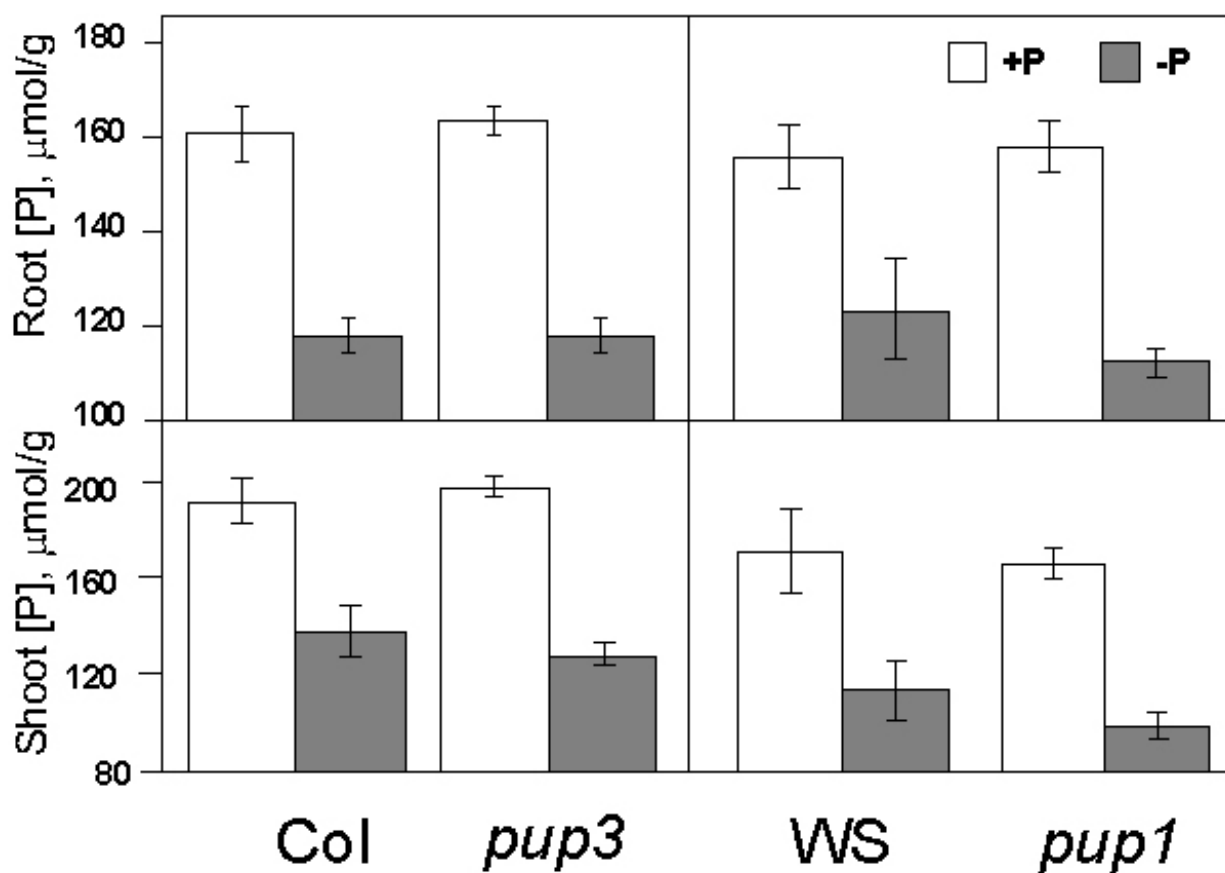 Root [P], μmol/g
180
160
140
120
100
+P
-P
Shoot [P], μmol/g
200
160
120
80
Col
pup3
WS
pup1